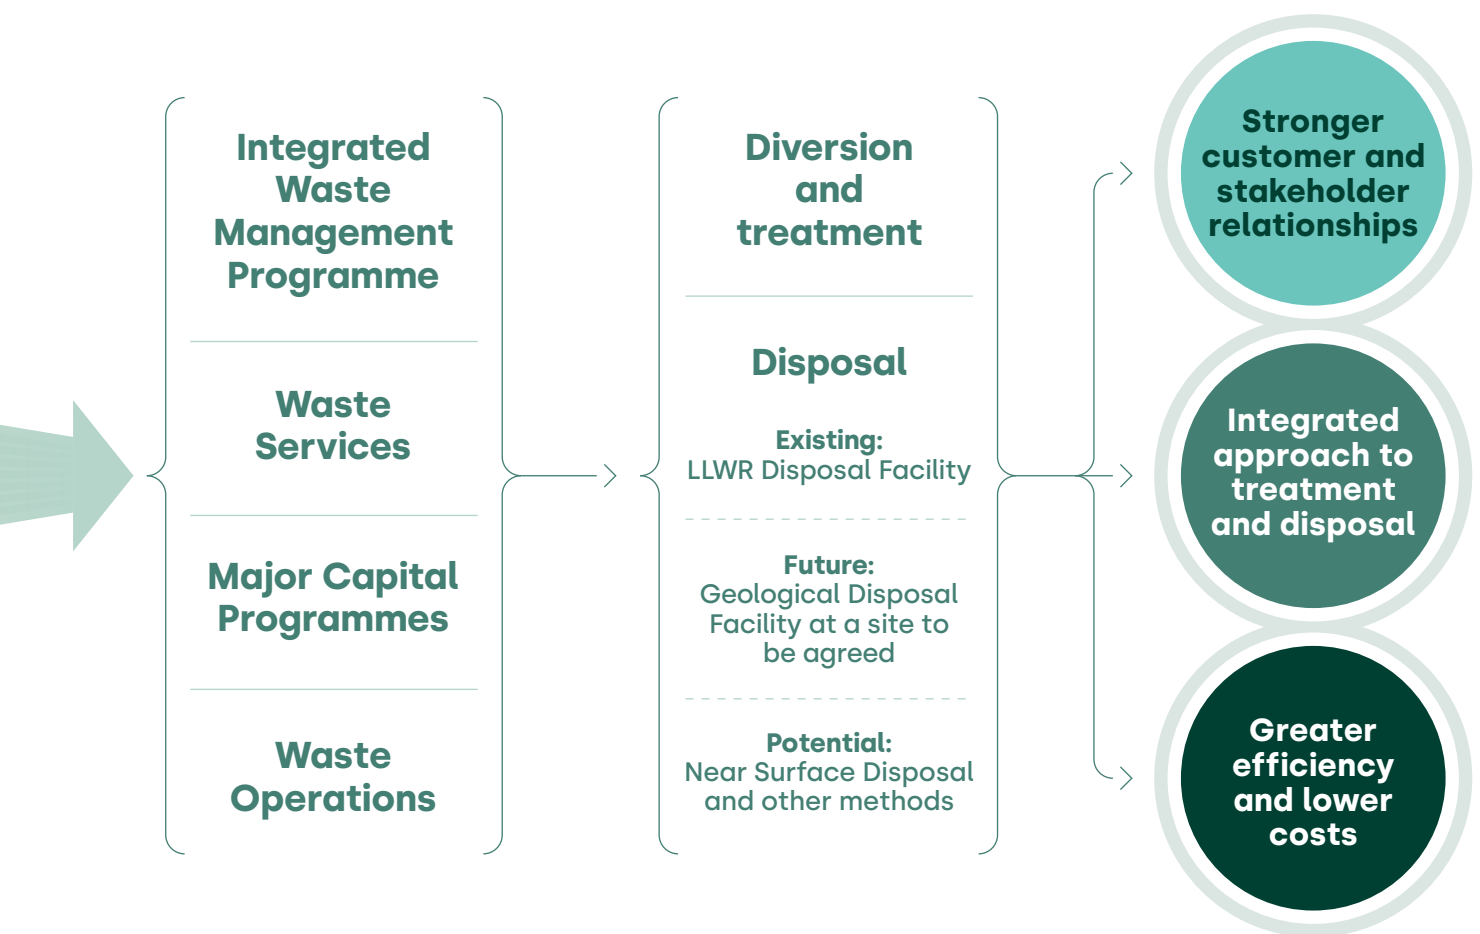 Integrated
Waste
Management
Programme
Waste
Services
Major Capital
Programmes
Waste
Operations
Diversion
and
treatment
Disposal
Existing:
LLWR Disposal Facility
Future:
Geological Disposal
Facility at a site to
be agreed
Potential:
Near Surface Disposal
and other methods
Stronger
customer and
stakeholder
relationships
Integrated
approach to
treatment
and disposal
Greater
efficiency
and lower
costs